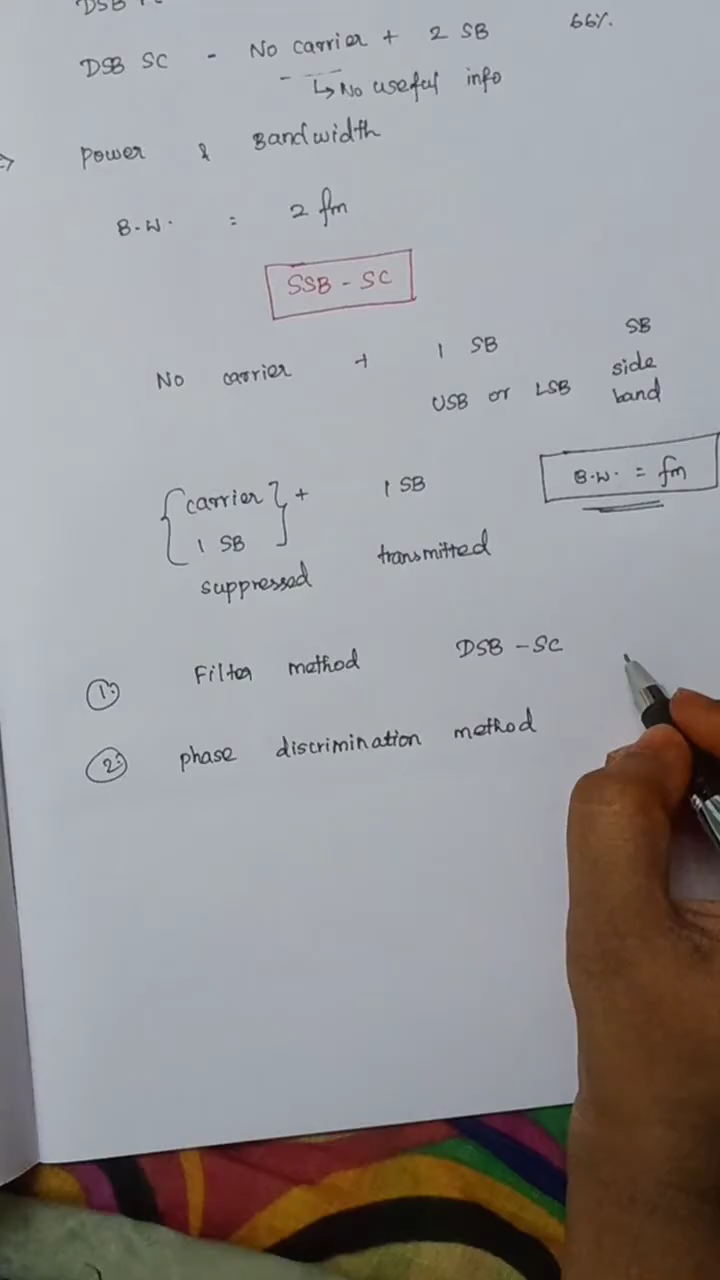 DSB
DSB SC - No carrier + 2 SB 66%.
↳ No useful info
=> power & Bandwidth
B.W. = 2 fm
SSB - SC
No carrier + 1 SB SB
USB or LSB side
band
{carrier} + 1 SB B.W. = fm
1 SB
suppressed transmitted
1: Filter method DSB - SC
2: phase discrimination method